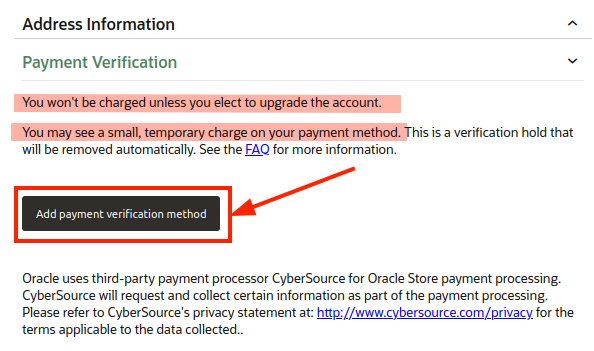 Address Information
Payment Verification
You won't be charged unless you elect to upgrade the account.
You may see a small, temporary charge on your payment method. This is a verification hold that
will be removed automatically. See the FAQ for more information.
Add payment verification method
Oracle uses third-party payment processor CyberSource for Oracle Store payment processing.
CyberSource will request and collect certain information as part of the payment processing.
Please refer to CyberSource's privacy statement at: http://www.cybersource.com/privacy for the
terms applicable to the data collected..